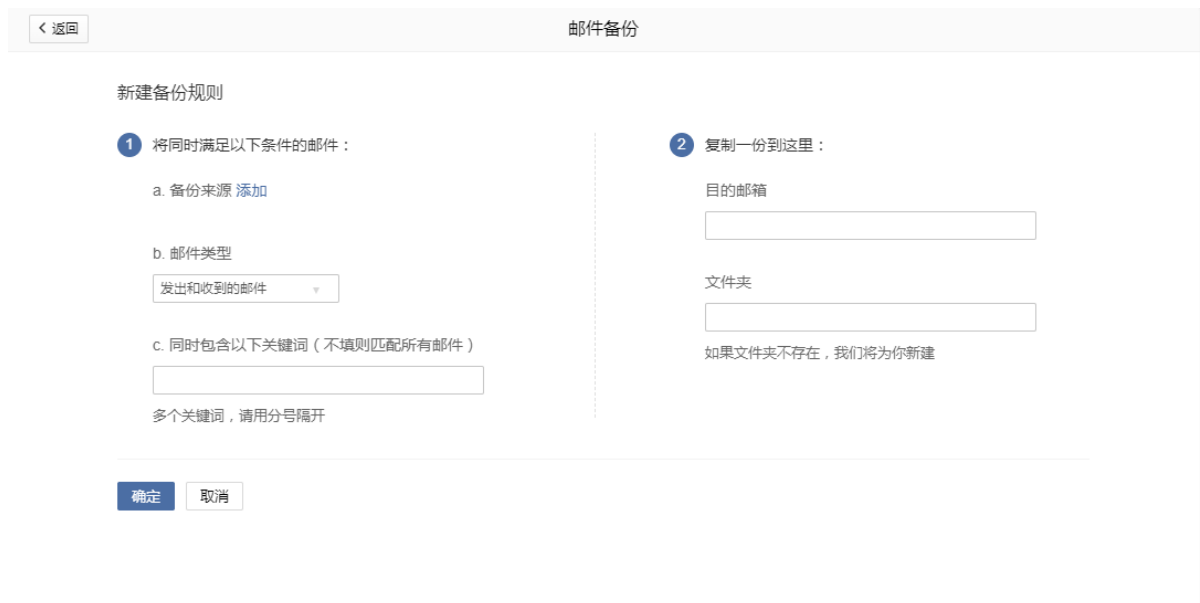 返回
邮件备份
新建备份规则
1 将同时满足以下条件的邮件：
a. 备份来源 添加
b. 邮件类型
发出和收到的邮件
c. 同时包含以下关键词（不填则匹配所有邮件）
多个关键词，请用分号隔开
2 复制一份到这里：
目的邮箱
文件夹
如果文件夹不存在，我们将为你新建
确定 取消